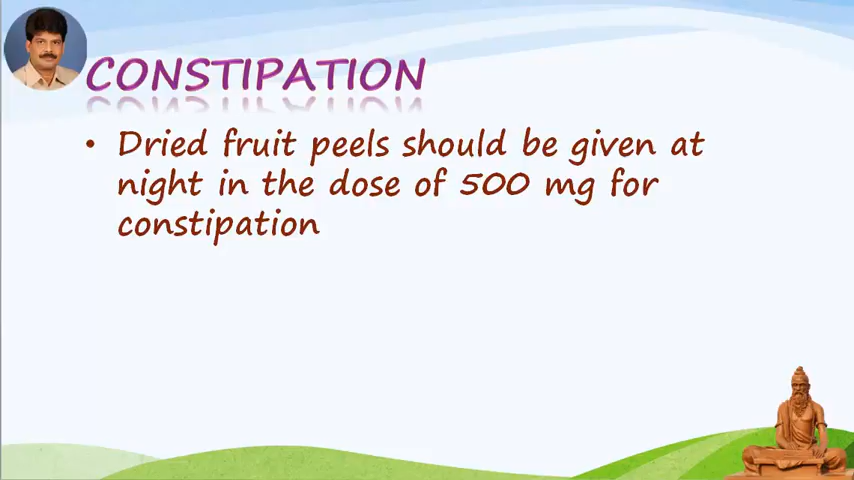 CONSTIPATION
• Dried fruit peels should be given at
night in the dose of 500 mg for
constipation